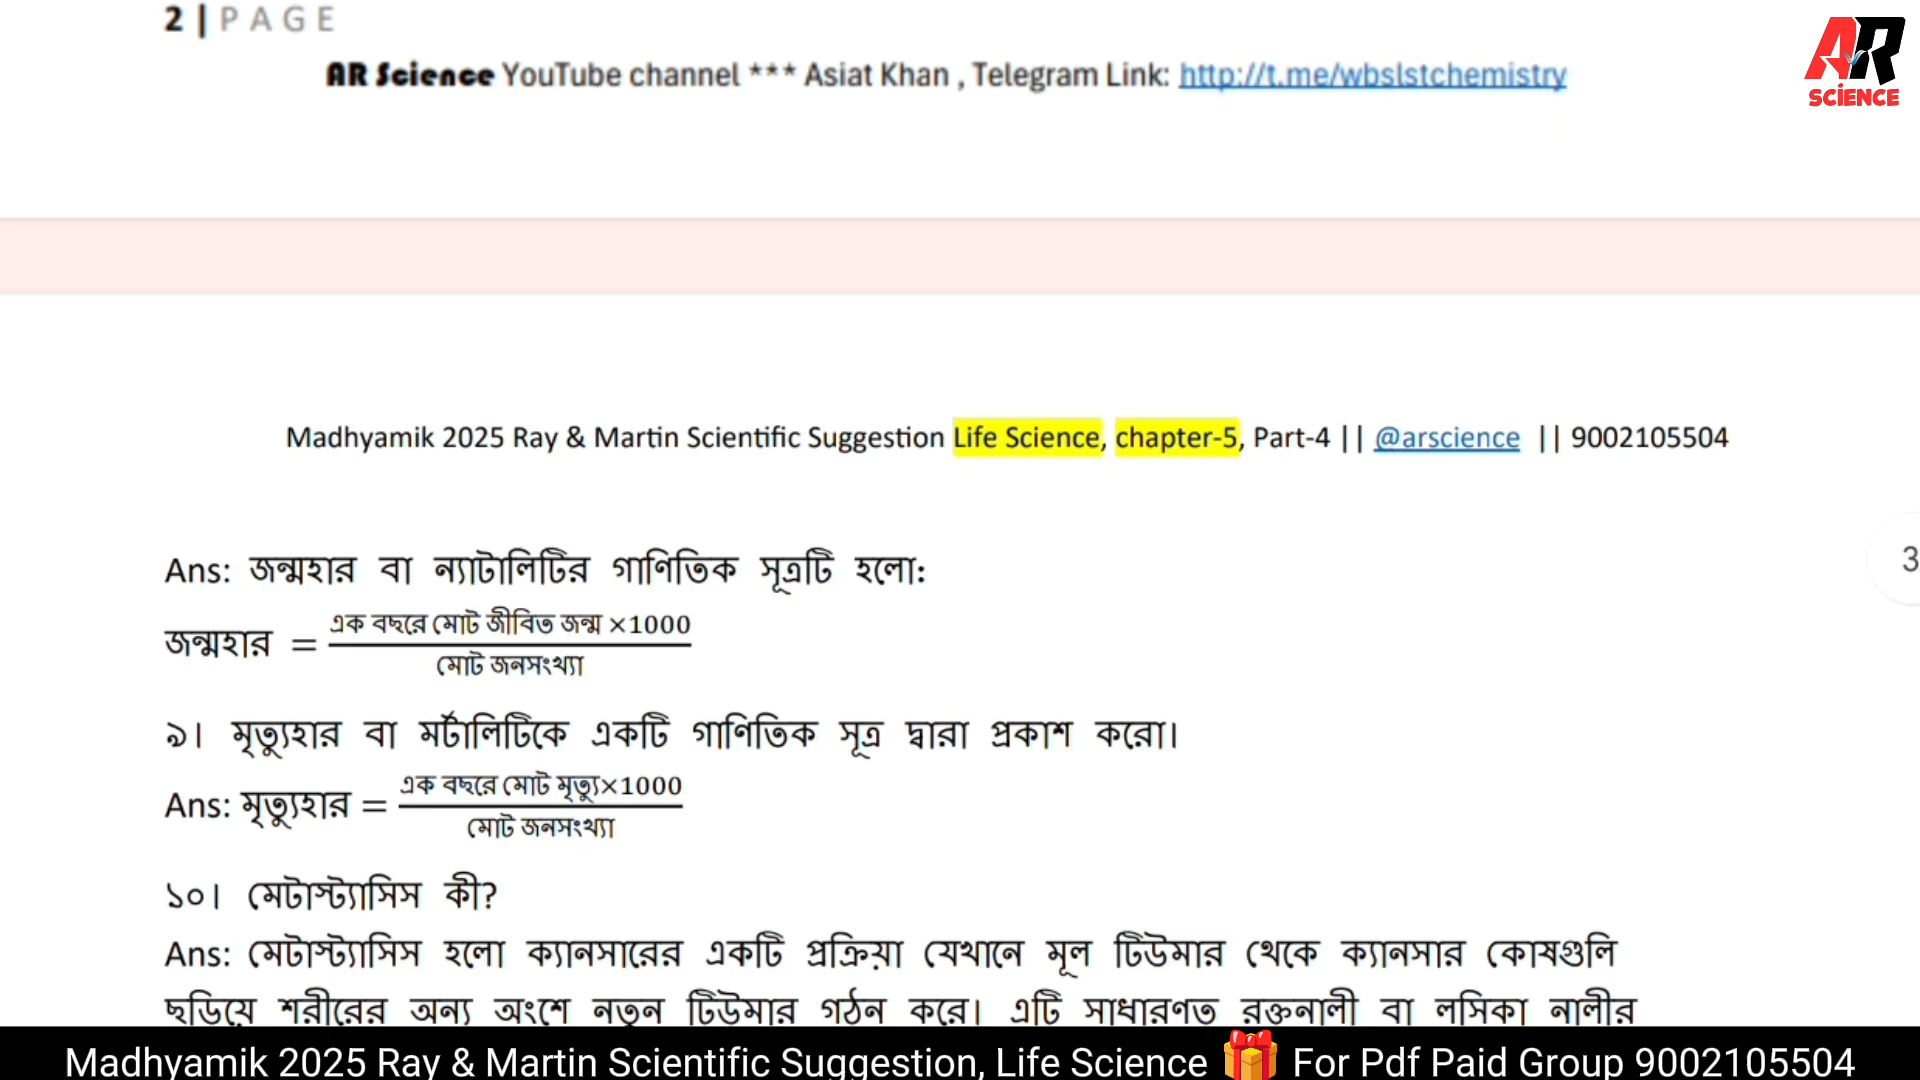 2 | P A G E
AR Science YouTube channel *** Asiat Khan , Telegram Link: http://t.me/wbslstchemistry
AR
SCiENCE
Madhyamik 2025 Ray & Martin Scientific Suggestion Life Science, chapter-5, Part-4 || @arscience || 9002105504
3
Ans: জন্মহার বা ন্যাটালিটির গাণিতিক সূত্রটি হলো:
জন্মহার = এক বছরে মোট জীবিত জন্ম ×1000
মোট জনসংখ্যা
৯। মৃত্যুহার বা মর্টালিটিকে একটি গাণিতিক সূত্র দ্বারা প্রকাশ করো।
Ans: মৃত্যুহার = এক বছরে মোট মৃত্যু×1000
মোট জনসংখ্যা
১০। মেটাস্ট্যাসিস কী?
Ans: মেটাস্ট্যাসিস হলো ক্যানসারের একটি প্রক্রিয়া যেখানে মূল টিউমার থেকে ক্যানসার কোষগুলি
ছড়িয়ে শরীরের অন্য অংশে নতুন টিউমার গঠন করে। এটি সাধারণত রক্তনালী বা লসিকা নালীর
Madhyamik 2025 Ray & Martin Scientific Suggestion, Life Science 🎁 For Pdf Paid Group 9002105504